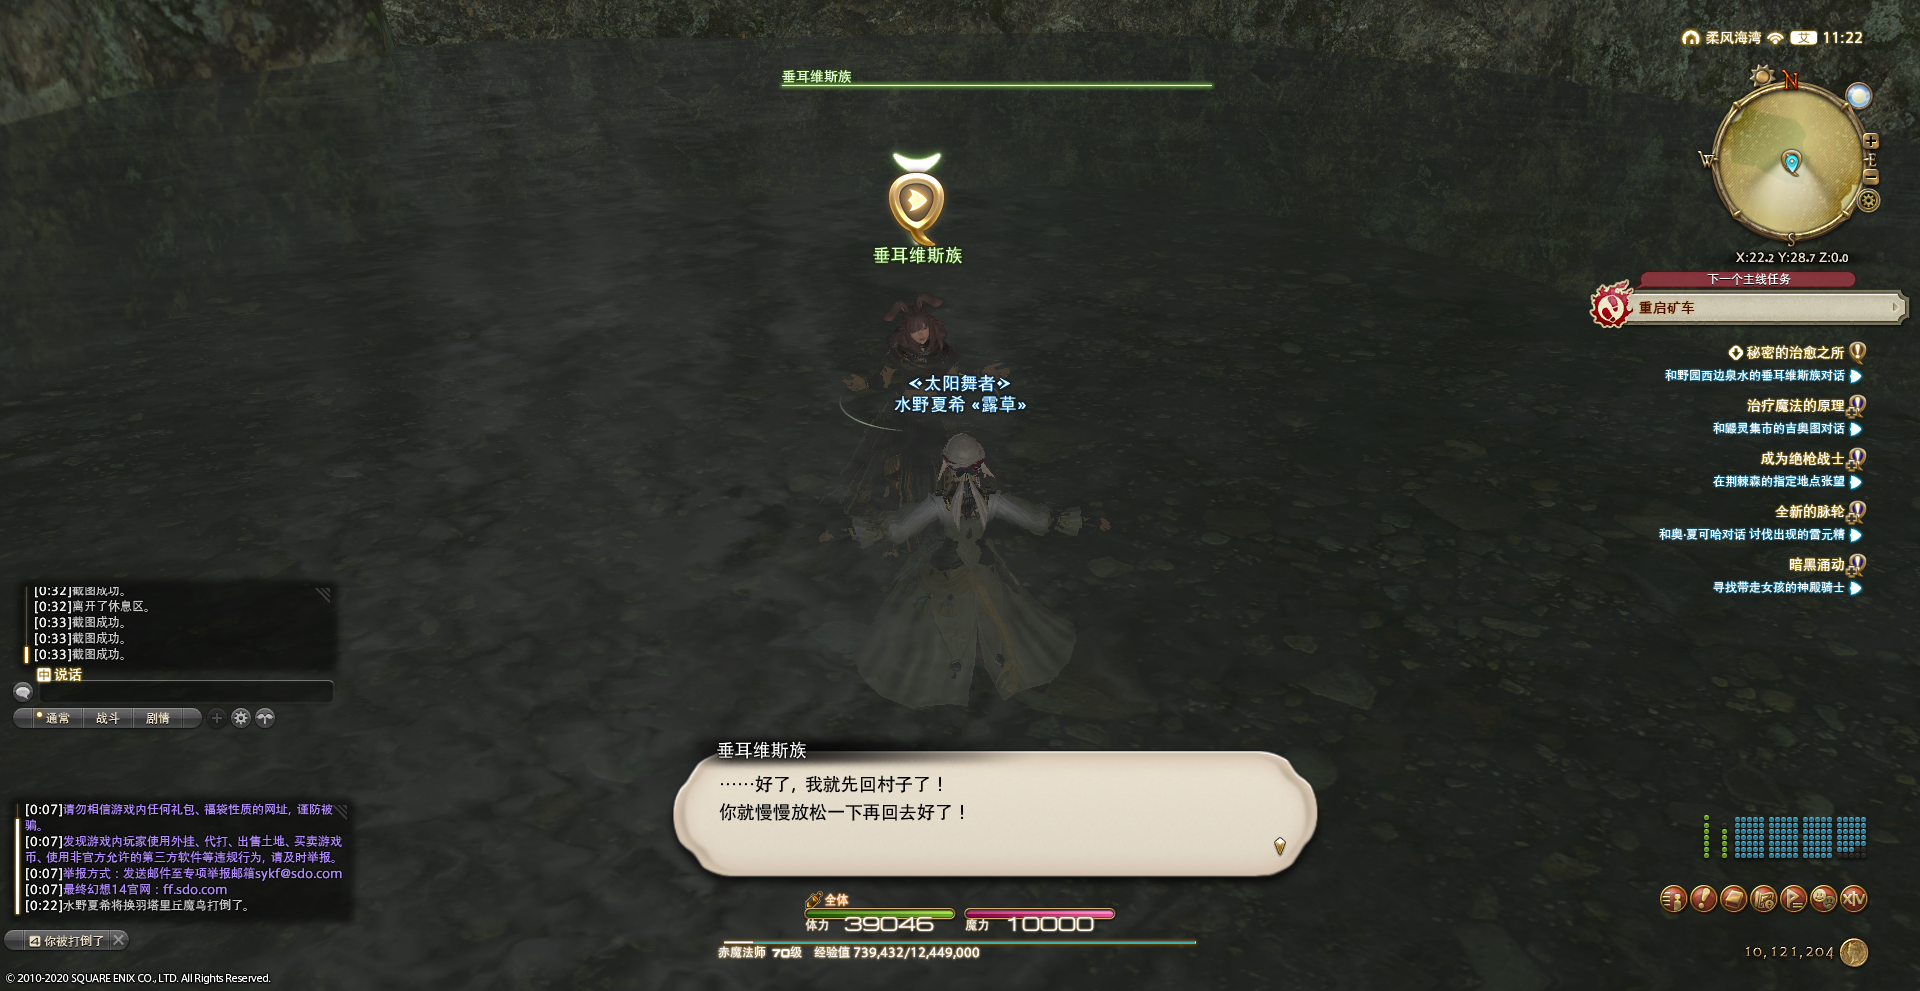 柔风海湾 艾 11:22
垂耳维斯族
N
W
E
S
X:22.2 Y:28.7 Z:0.0
垂耳维斯族
下一个主线任务
重启矿车
秘密的治愈之所
和野园西边泉水的垂耳维斯族对话
治疗魔法的原理
和鼹灵集市的吉奥图对话
成为绝枪战士
在荆棘森的指定地点张望
全新的脉轮
和奥·夏可哈对话 讨伐出现的雷元精
暗黑涌动
寻找带走女孩的神殿骑士
太阳舞者
水野夏希 «露草»
[0:32]截图成功。
[0:32]离开了休息区。
[0:33]截图成功。
[0:33]截图成功。
[0:33]截图成功。
说话
通常 战斗 剧情
垂耳维斯族
……好了，我就先回村子了！
你就慢慢放松一下再回去好了！
[0:07]请勿相信游戏内任何礼包、福袋性质的网址，谨防被
骗。
[0:07]发现游戏内玩家使用外挂、代打、出售土地、买卖游戏
币、使用非官方允许的第三方软件等违规行为，请及时举报。
[0:07]举报方式：发送邮件至专项举报邮箱sykf@sdo.com
[0:07]最终幻想14官网：ff.sdo.com
[0:22]水野夏希将换羽塔里丘魔鸟打倒了。
4 你被打倒了
全体
体力 39046 魔力 10000
赤魔法师 70级 经验值 739,432/12,449,000
XIV
10,121,204
© 2010-2020 SQUARE ENIX CO., LTD. All Rights Reserved.